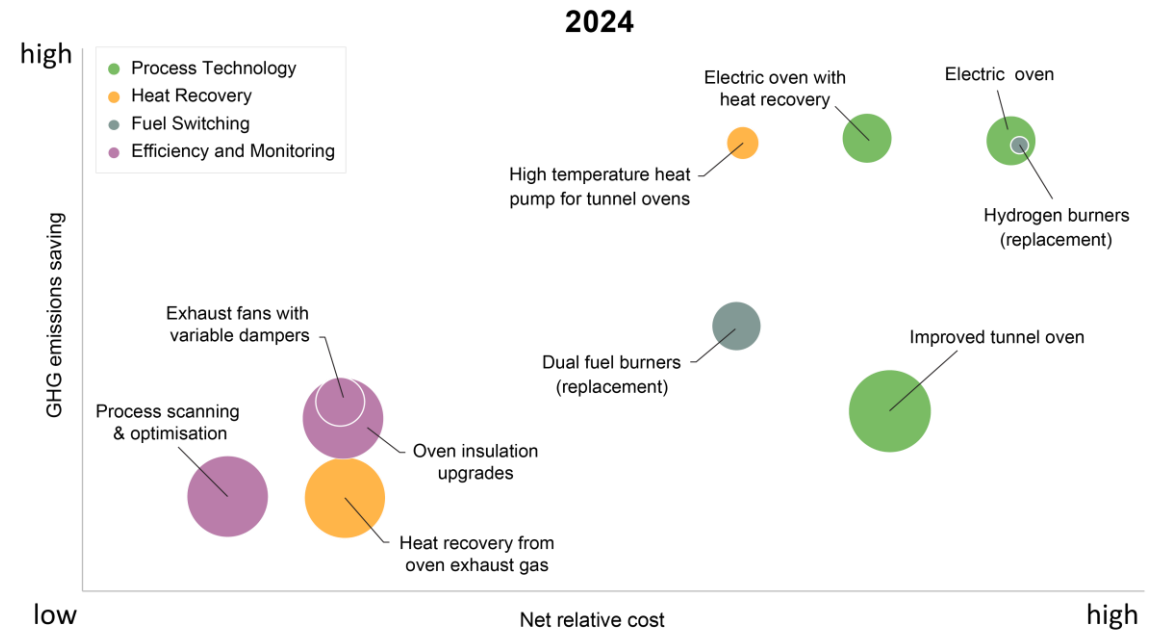 2024
high
Process Technology
Heat Recovery
Fuel Switching
Efficiency and Monitoring
Electric oven with
heat recovery
Electric oven
High temperature heat
pump for tunnel ovens
Hydrogen burners
(replacement)
GHG emissions saving
Exhaust fans with
variable dampers
Dual fuel burners
(replacement)
Improved tunnel oven
Process scanning
& optimisation
Oven insulation
upgrades
Heat recovery from
oven exhaust gas
low
Net relative cost
high